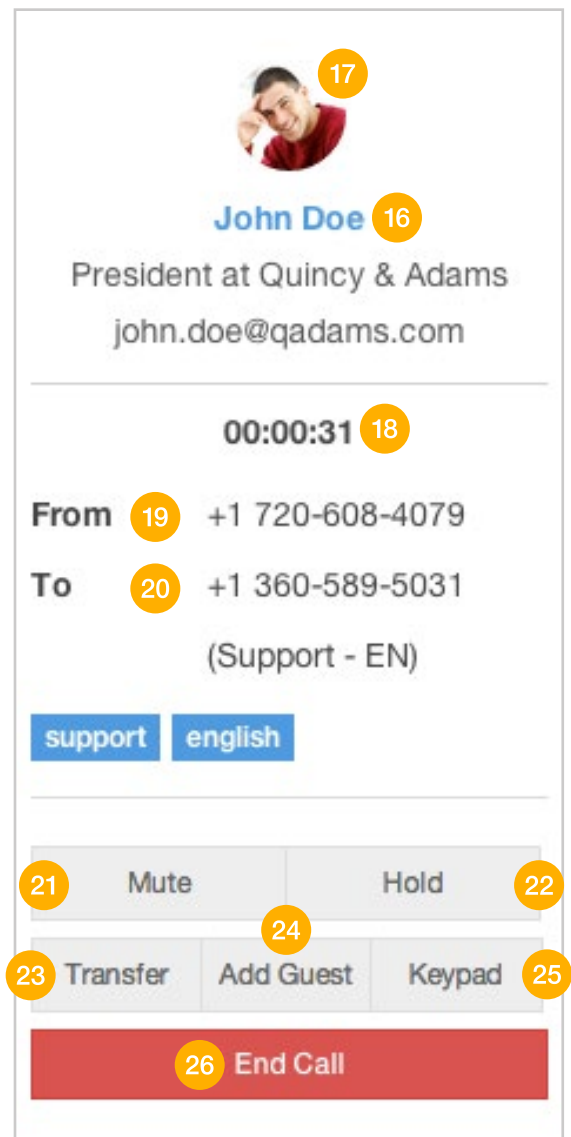 17
John Doe 16
President at Quincy & Adams
john.doe@qadams.com
00:00:31 18
From 19 +1 720-608-4079
To 20 +1 360-589-5031
(Support - EN)
support english
21 Mute Hold 22
24
23 Transfer Add Guest Keypad 25
26 End Call